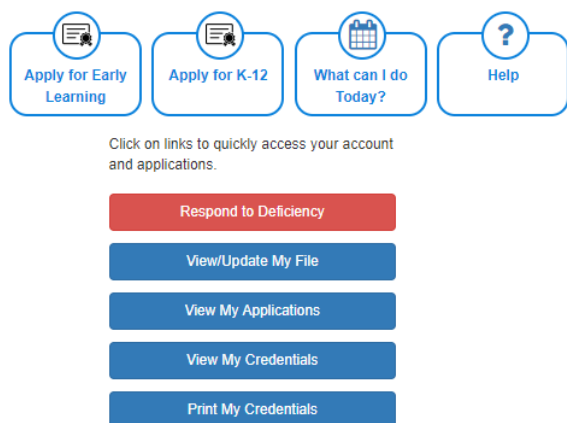 Apply for Early
Learning
Apply for K-12
What can I do
Today?
?
Help
Click on links to quickly access your account
and applications.
Respond to Deficiency
View/Update My File
View My Applications
View My Credentials
Print My Credentials